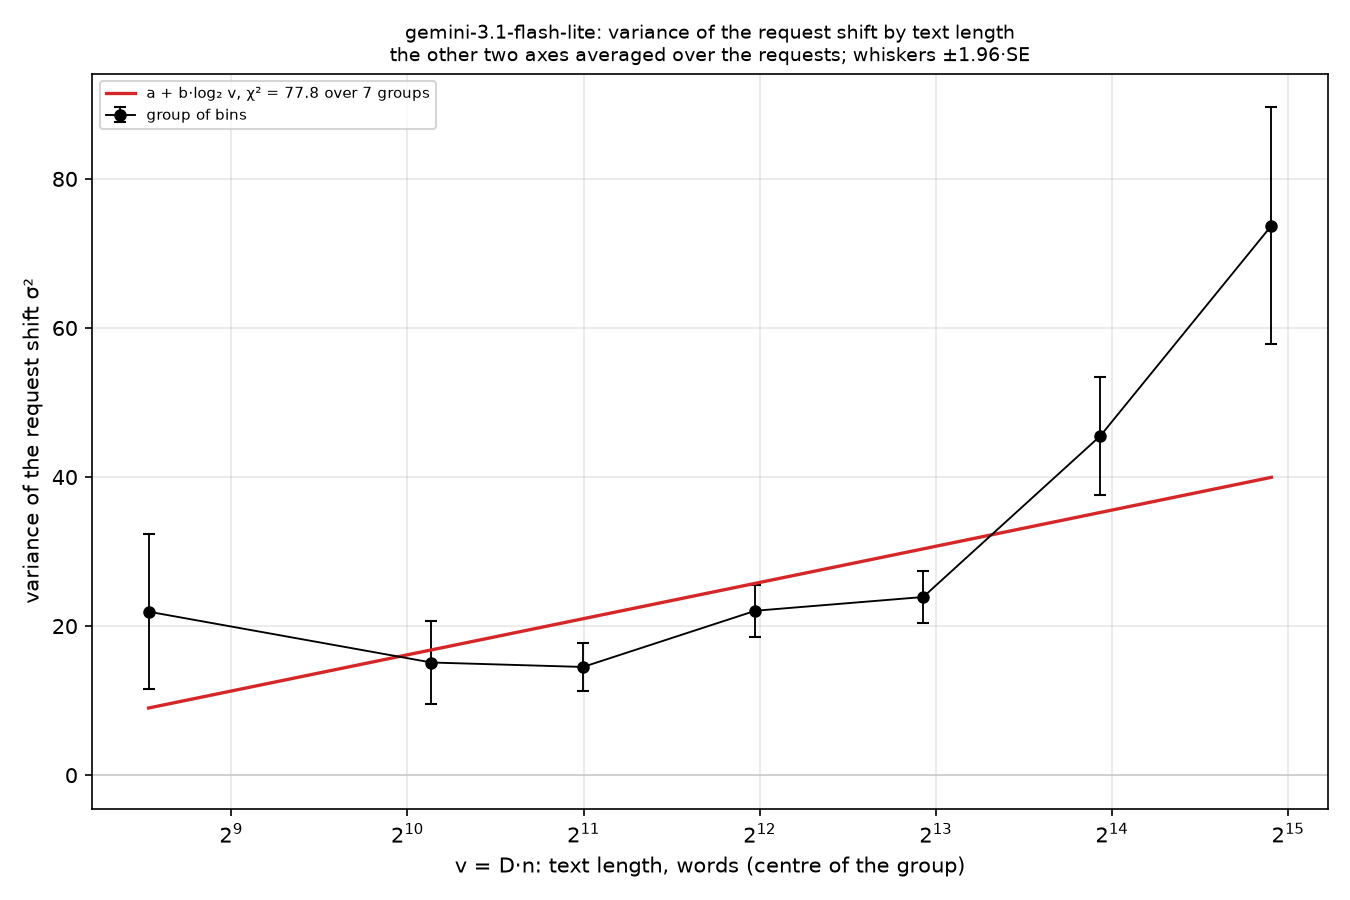 gemini-3.1-flash-lite: variance of the request shift by text length
the other two axes averaged over the requests; whiskers ±1.96·SE
a + b·log₂ v, χ² = 77.8 over 7 groups
group of bins
variance of the request shift σ²
80
60
40
20
0
2⁹
2¹⁰
2¹¹
2¹²
2¹³
2¹⁴
2¹⁵
v = D·n: text length, words (centre of the group)